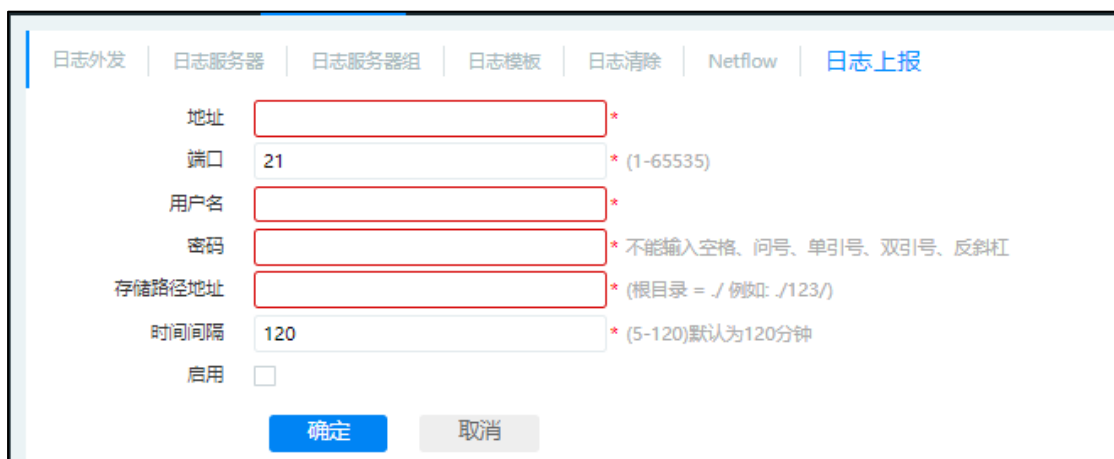 日志外发 日志服务器 日志服务器组 日志模板 日志清除 Netflow 日志上报
地址 *
端口 21 * (1-65535)
用户名 *
密码 * 不能输入空格、问号、单引号、双引号、反斜杠
存储路径地址 * (根目录 = ./ 例如: ./123/)
时间间隔 120 * (5-120)默认为120分钟
启用
确定 取消